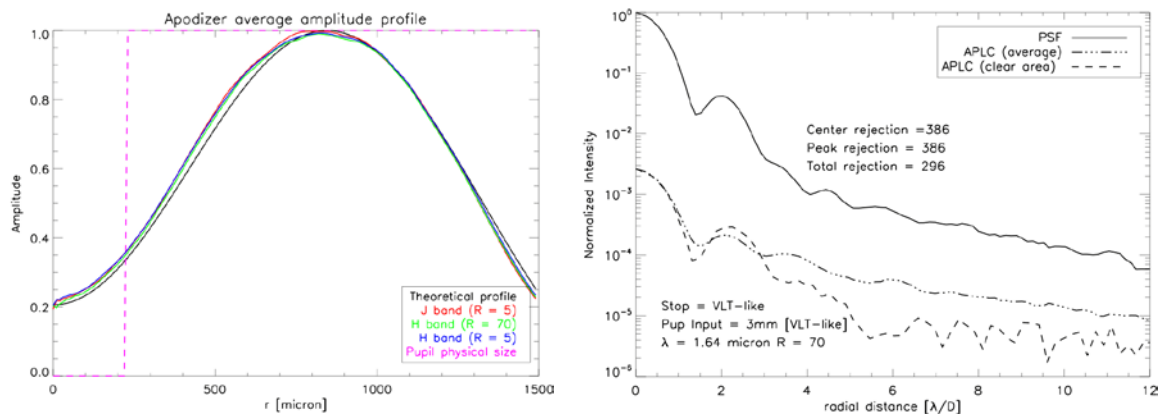 Apodizer average amplitude profile
1.0
0.8
0.6
0.4
0.2
0.0
Amplitude
0
500
1000
1500
r [micron]
Theoretical profile
J band (R = 5)
H band (R = 70)
H band (R = 5)
Pupil physical size
10^0
10^-1
10^-2
10^-3
10^-4
10^-5
10^-6
Normalized Intensity
PSF
APLC (average)
APLC (clear area)
Center rejection =386
Peak rejection = 386
Total rejection = 296
Stop = VLT-like
Pup Input = 3mm [VLT-like]
λ = 1.64 micron R = 70
0
2
4
6
8
10
12
radial distance [λ/D]